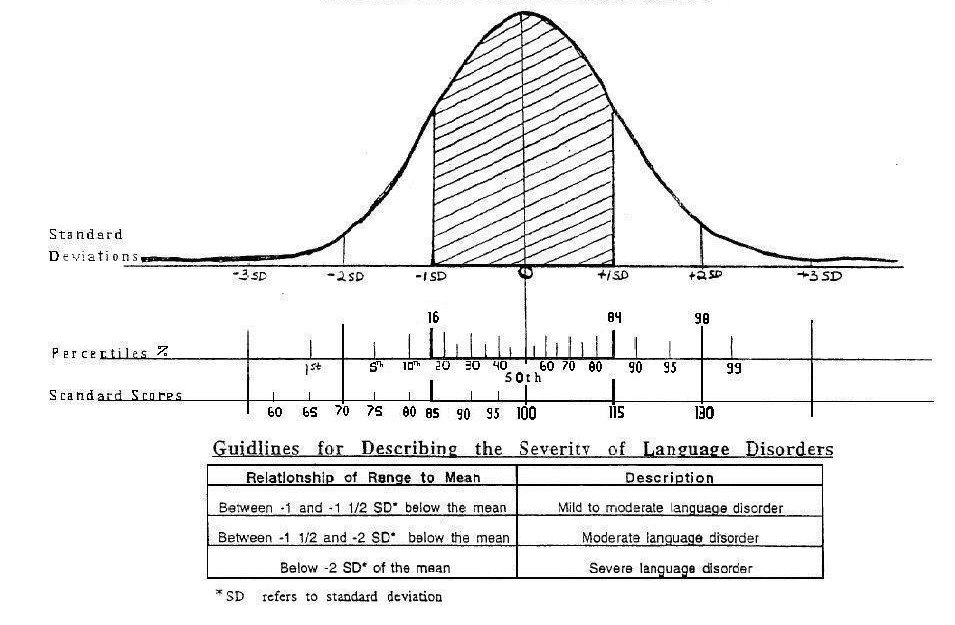 Standard
Deviations
-3SD -2SD -1SD 0 +1SD +2SD +3SD
16 84 98
Percentiles %
1st 5th 10th 20 30 40 60 70 80 90 95 99
50th
Standard Scores
60 65 70 75 80 85 90 95 100 115 130
Guidlines for Describing the Severity of Language Disorders
Relationship of Range to Mean Description
Between -1 and -1 1/2 SD* below the mean Mild to moderate language disorder
Between -1 1/2 and -2 SD* below the mean Moderate language disorder
Below -2 SD* of the mean Severe language disorder
*SD refers to standard deviation